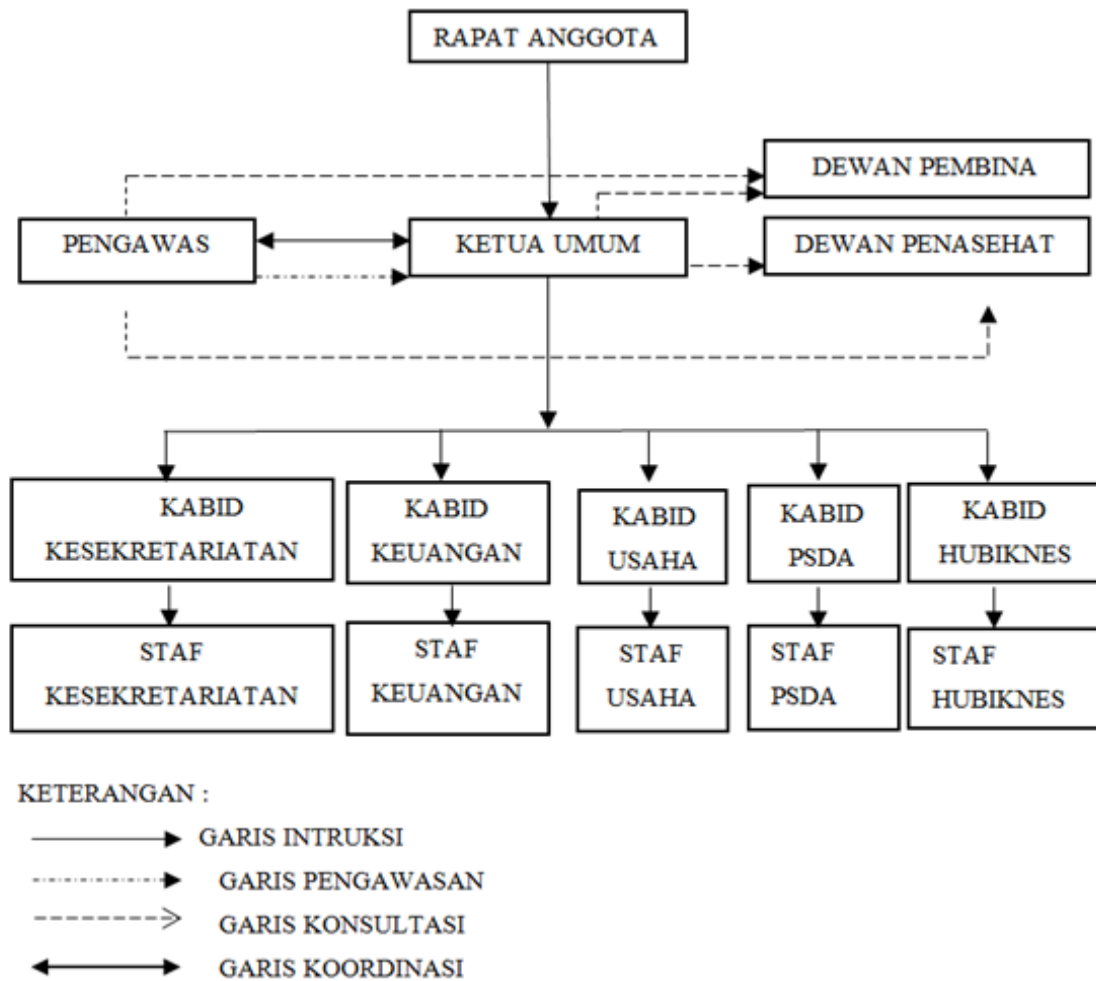 RAPAT ANGGOTA
DEWAN PEMBINA
PENGAWAS
KETUA UMUM
DEWAN PENASEHAT
KABID
KESEKRETARIATAN
KABID
KEUANGAN
KABID
USAHA
KABID
PSDA
KABID
HUBIKNES
STAF
KESEKRETARIATAN
STAF
KEUANGAN
STAF
USAHA
STAF
PSDA
STAF
HUBIKNES
KETERANGAN :
GARIS INTRUKSI
GARIS PENGAWASAN
GARIS KONSULTASI
GARIS KOORDINASI